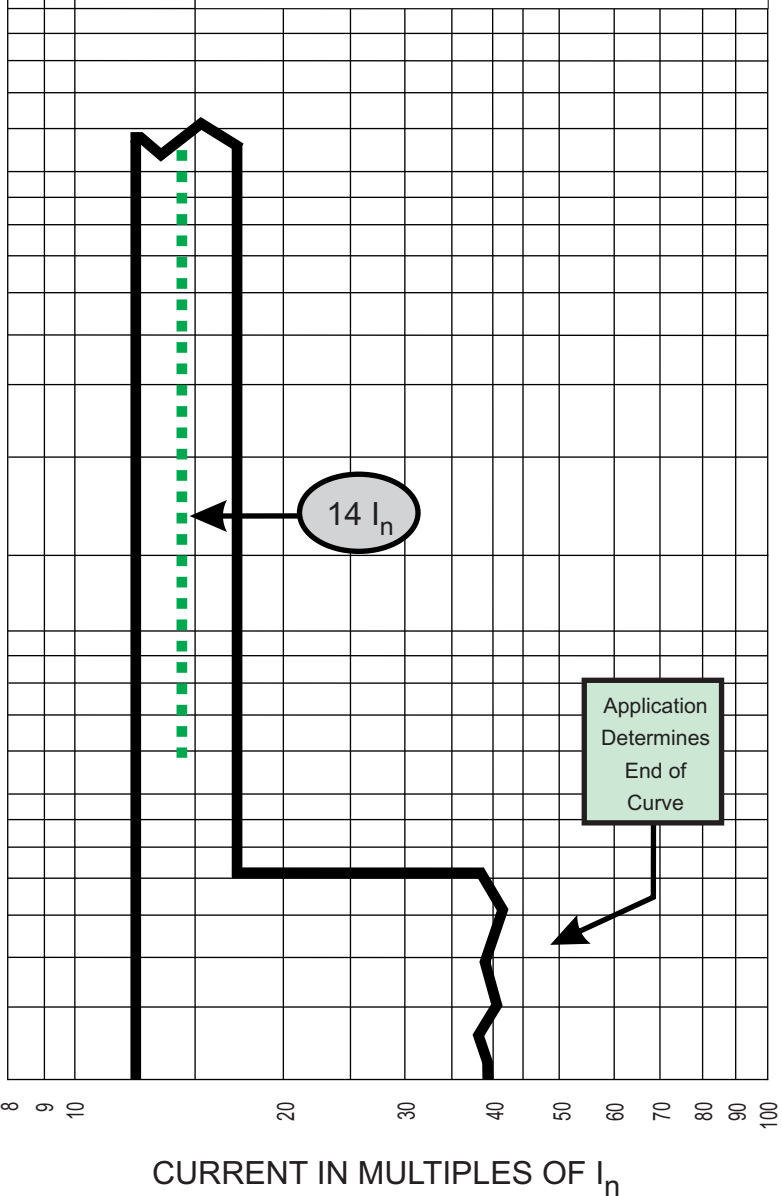 14 In
Application
Determines
End of
Curve
8 9 10 20 30 40 50 60 70 80 90 100
CURRENT IN MULTIPLES OF In